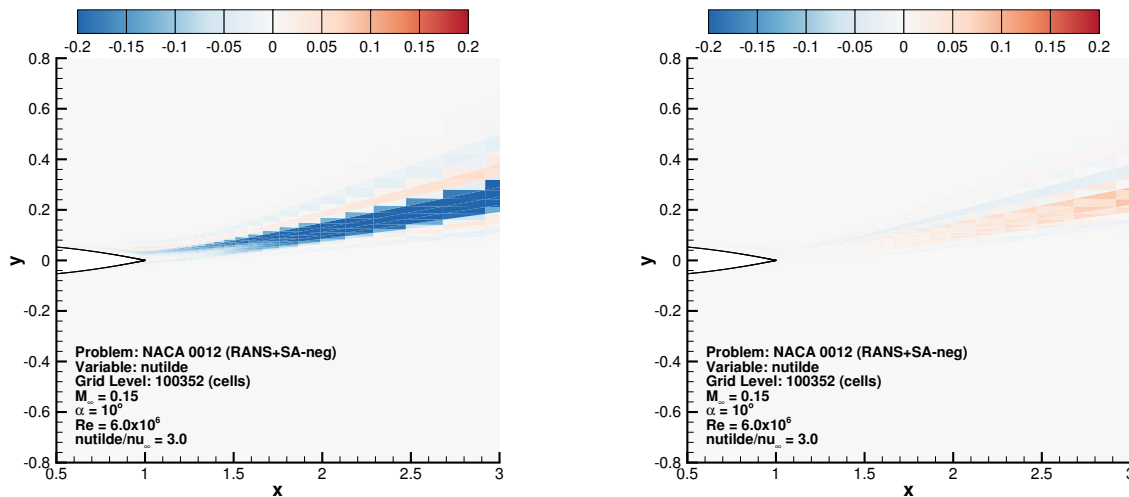 -0.2 -0.15 -0.1 -0.05 0 0.05 0.1 0.15 0.2
0.8
0.6
0.4
0.2
0
-0.2
-0.4
-0.6
-0.8
y
Problem: NACA 0012 (RANS+SA-neg)
Variable: nutilde
Grid Level: 100352 (cells)
M∞ = 0.15
α = 10°
Re = 6.0x10⁶
nutilde/nu∞ = 3.0
0.5 1 1.5 2 2.5 3
x
-0.2 -0.15 -0.1 -0.05 0 0.05 0.1 0.15 0.2
0.8
0.6
0.4
0.2
0
-0.2
-0.4
-0.6
-0.8
y
Problem: NACA 0012 (RANS+SA-neg)
Variable: nutilde
Grid Level: 100352 (cells)
M∞ = 0.15
α = 10°
Re = 6.0x10⁶
nutilde/nu∞ = 3.0
0.5 1 1.5 2 2.5 3
x